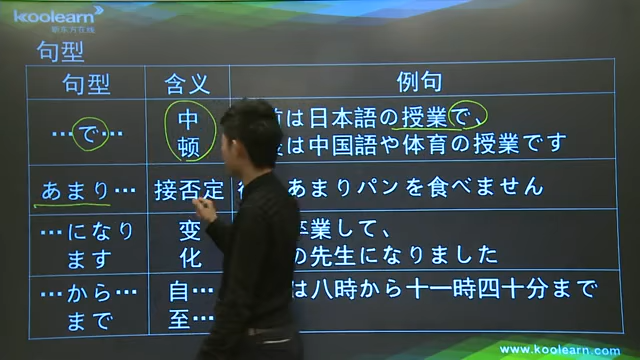 koolearn
新东方在线
句型
句型 含义 例句
…で… 中顿 は日本語の授業で、
は中国語や体育の授業です
あまり… 接否定 あまりパンを食べません
…になります 变化 卒業して、
の先生になりました
…から…まで 自…至… は八時から十一時四十分まで
www.koolearn.com